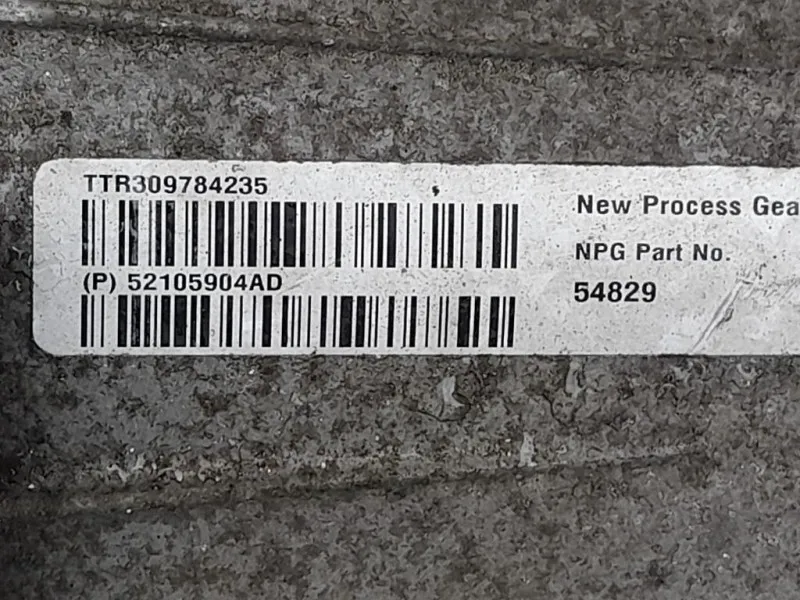 TTR309784235
(P) 52105904AD
New Process Gea
NPG Part No.
54829